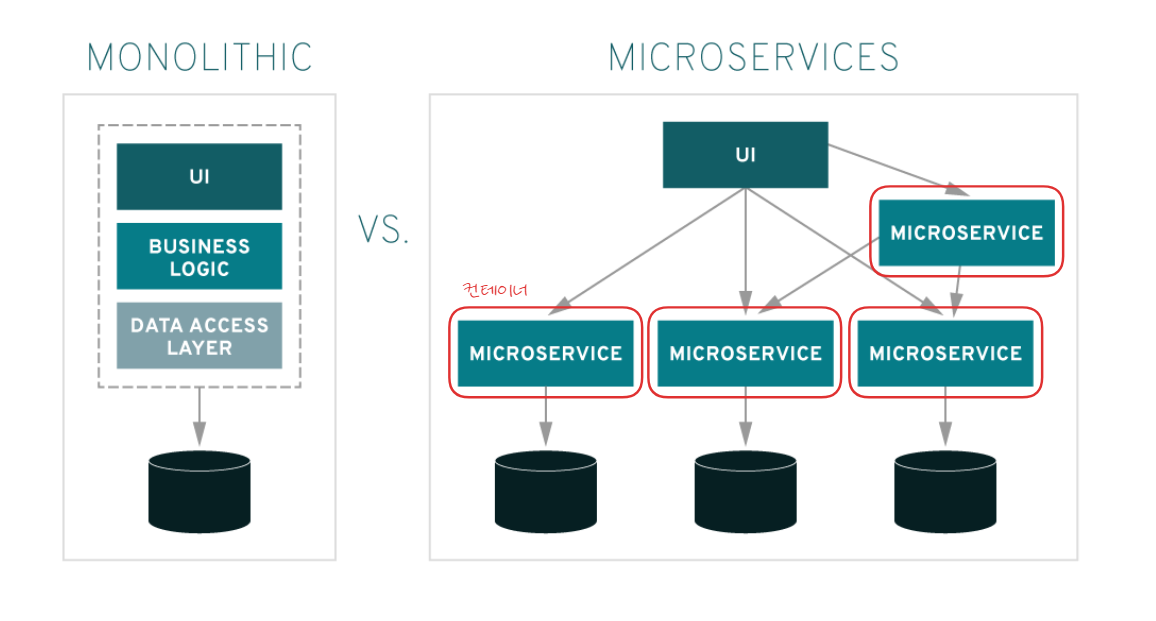 MONOLITHIC
UI
BUSINESS
LOGIC
DATA ACCESS
LAYER
VS.
MICROSERVICES
UI
MICROSERVICE
컨테이너
MICROSERVICE
MICROSERVICE
MICROSERVICE